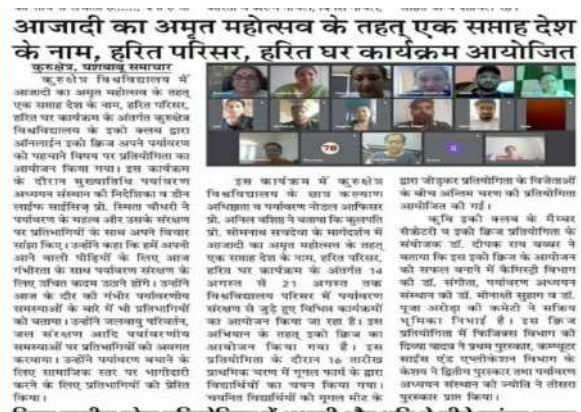 आजादी का अमृत महोत्सव के तहत एक सप्ताह देश
के नाम, हरित परिसर, हरित घर कार्यक्रम आयोजित
कुरुक्षेत्र, यशबाबू समाचार
कुरुक्षेत्र विश्वविद्यालय में
आजादी का अमृत महोत्सव के तहत
एक सप्ताह देश के नाम, हरित परिसर,
हरित घर कार्यक्रम के अंतर्गत कुरुक्षेत्र
विश्वविद्यालय के इको क्लब द्वारा
ऑनलाईन इको क्विज अपने पर्यावरण
को पहचाने विषय पर प्रतियोगिता का
आयोजन किया गया। इस कार्यक्रम
के दौरान मुख्यातिथि पर्यावरण
अध्ययन संस्थान की निदेशिका व डीन
लाईफ साईंसिज प्रो. स्मिता चौधरी ने
पर्यावरण के महत्व और उसके संरक्षण
पर प्रतिभागियों के साथ अपने विचार
सांझा किए। उन्होंने कहा कि हमें अपनी
आने वाली पीढ़ियों के लिए आज
गंभीरता के साथ पर्यावरण संरक्षण के
लिए उचित कदम उठाने होंगे। उन्होंने
आज के दौर की गंभीर पर्यावरणीय
समस्याओं के बारे में भी प्रतिभागियों
को बताया। उन्होंने जलवायु परिवर्तन,
जल संरक्षण आदि पर्यावरणीय
समस्याओं पर प्रतिभागियों को अवगत
करवाया। उन्होंने पर्यावरण बचाने के
लिए सामाजिक स्तर पर भागीदारी
करने के लिए प्रतिभागियों को प्रेरित
किया।
इस कार्यक्रम में कुरुक्षेत्र
विश्वविद्यालय के छात्र कल्याण
अधिष्ठाता व पर्यावरण नोडल आफिसर
प्रो. अनिल वशिष्ठ ने बताया कि कुलपति
प्रो. सोमनाथ सचदेवा के मार्गदर्शन में
आजादी का अमृत महोत्सव के तहत
एक सप्ताह देश के नाम, हरित परिसर,
हरित घर कार्यक्रम के अंतर्गत 14
अगस्त से 21 अगस्त तक
विश्वविद्यालय परिसर में पर्यावरण
संरक्षण से जुड़े हुए विभिन्न कार्यक्रमों
का आयोजन किया जा रहा है। इस
अभियान के तहत इको क्विज का
आयोजन किया गया है। इस
प्रतियोगिता के दौरान 16 तारीख
प्राथमिक चरण में गूगल फार्म के द्वारा
विद्यार्थियों का चयन किया गया।
चयनित विद्यार्थियों को गूगल मीट के
द्वारा जोड़कर प्रतियोगिता के विजेताओं
के बीच अन्तिम चरण की प्रतियोगिता
आयोजित की गई।
कुवि इको क्लब के मैम्बर
सैक्रेटरी व इको क्विज प्रतियोगिता के
संयोजक डॉ. दीपक राय बब्बर ने
बताया कि इस इको क्विज के आयोजन
को सफल बनाने में कैमिस्ट्री विभाग
की डॉ. संगीता, पर्यावरण अध्ययन
संस्थान की डॉ. मीनाक्षी सुहाग व डॉ.
पूजा अरोड़ा की कमेटी ने सक्रिय
भूमिका निभाई है। इस क्विज
प्रतियोगिता में फिजिक्स विभाग की
दिव्या यादव ने प्रथम पुरस्कार, कम्प्यूटर
साईंस एंड एप्लीकेशन विभाग के
केशव ने द्वितीय पुरस्कार तथा पर्यावरण
अध्ययन संस्थान की ज्योति ने तीसरा
पुरस्कार प्राप्त किया।